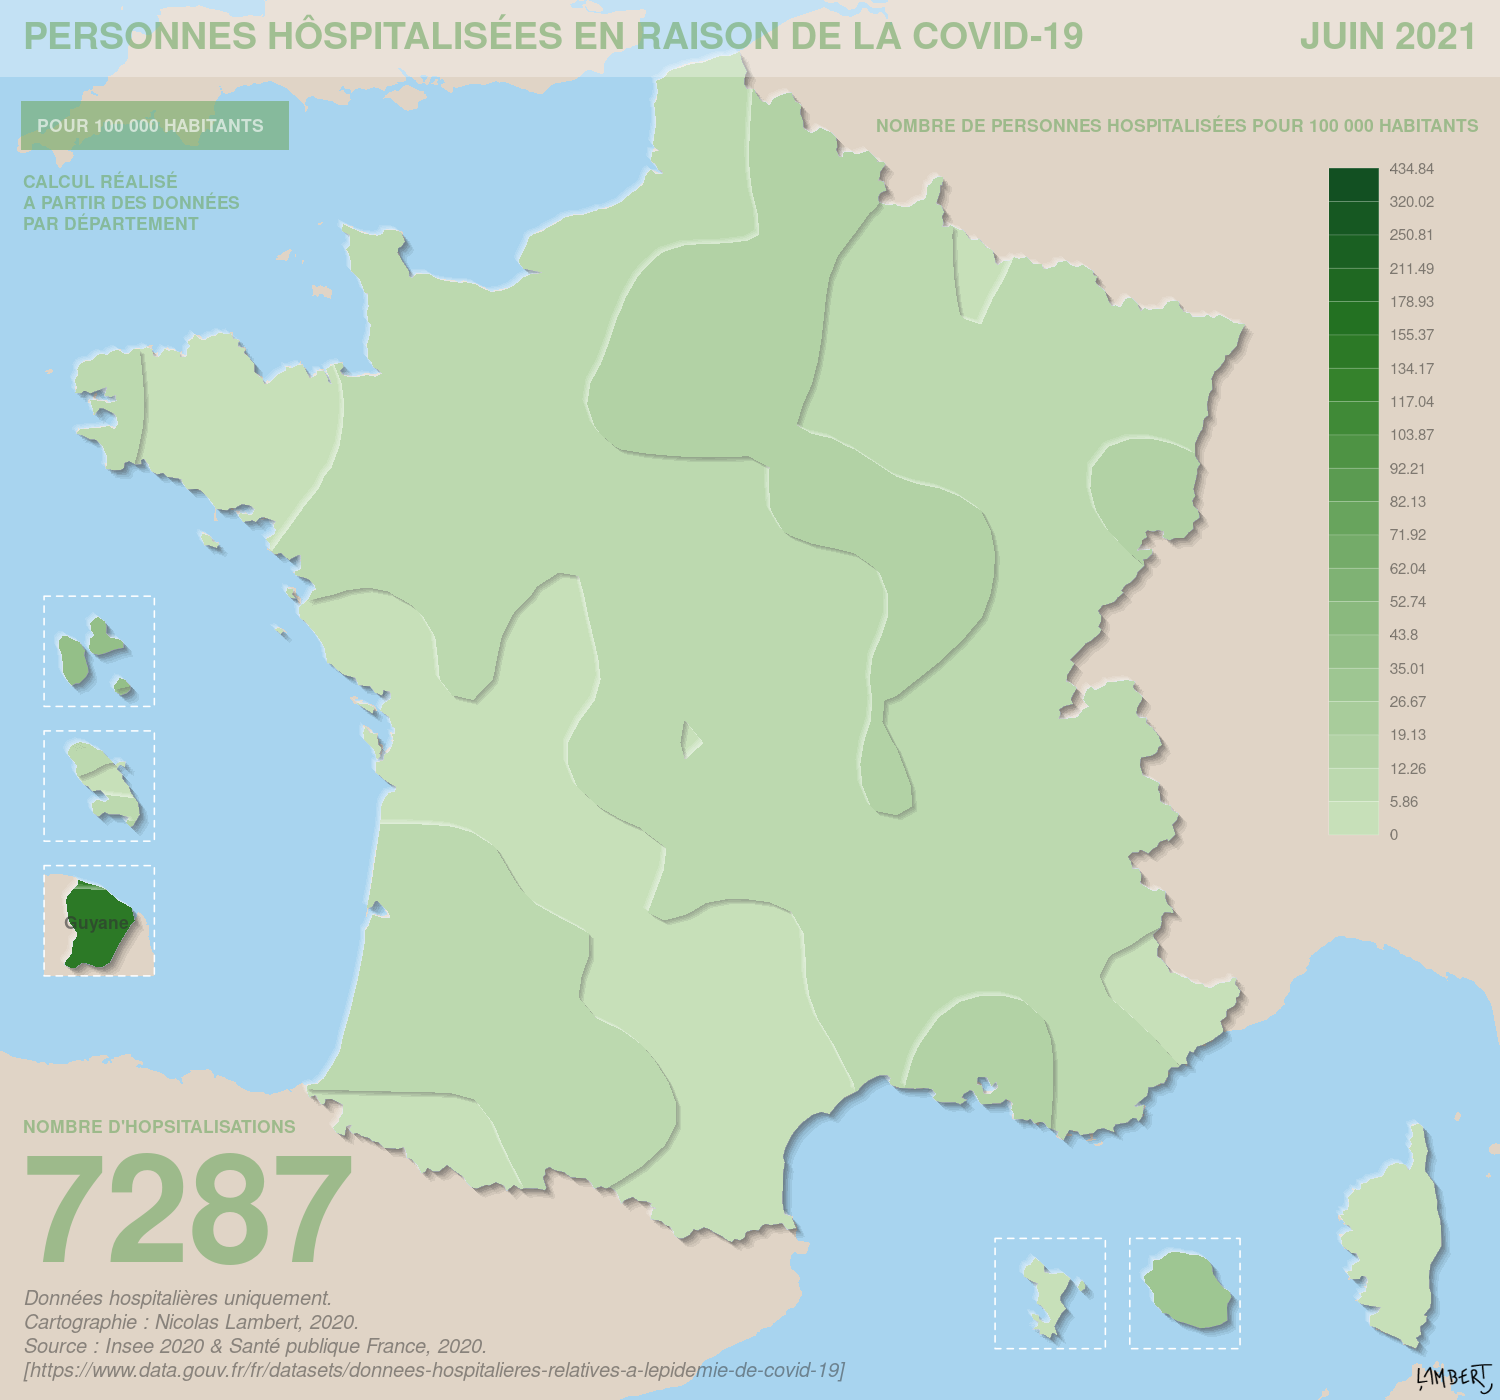 PERSONNES HÔSPITALISÉES EN RAISON DE LA COVID-19
JUIN 2021
POUR 100 000 HABITANTS
CALCUL RÉALISÉ
A PARTIR DES DONNÉES
PAR DÉPARTEMENT
NOMBRE DE PERSONNES HOSPITALISÉES POUR 100 000 HABITANTS
434.84
320.02
250.81
211.49
178.93
155.37
134.17
117.04
103.87
92.21
82.13
71.92
62.04
52.74
43.8
35.01
26.67
19.13
12.26
5.86
0
Guyane
NOMBRE D'HOPSITALISATIONS
7287
Données hospitalières uniquement.
Cartographie : Nicolas Lambert, 2020.
Source : Insee 2020 & Santé publique France, 2020.
[https://www.data.gouv.fr/fr/datasets/donnees-hospitalieres-relatives-a-lepidemie-de-covid-19]
LAMBERT